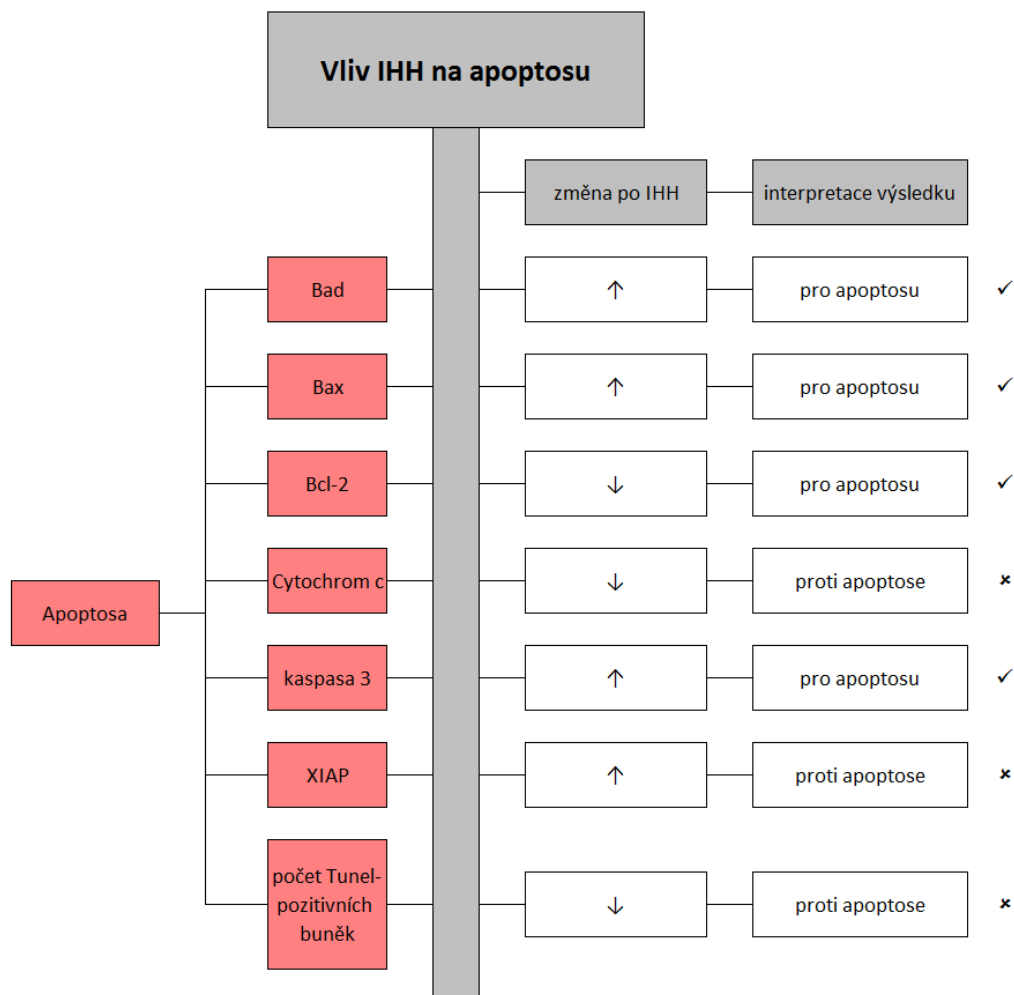 Vliv IHH na apoptosu
změna po IHH
interpretace výsledku
Bad
↑
pro apoptosu
✓
Bax
↑
pro apoptosu
✓
Bcl-2
↓
pro apoptosu
✓
Cytochrom c
↓
proti apoptose
×
Apoptosa
kaspasa 3
↑
pro apoptosu
✓
XIAP
↑
proti apoptose
×
počet Tunel-
pozitivních
buněk
↓
proti apoptose
×